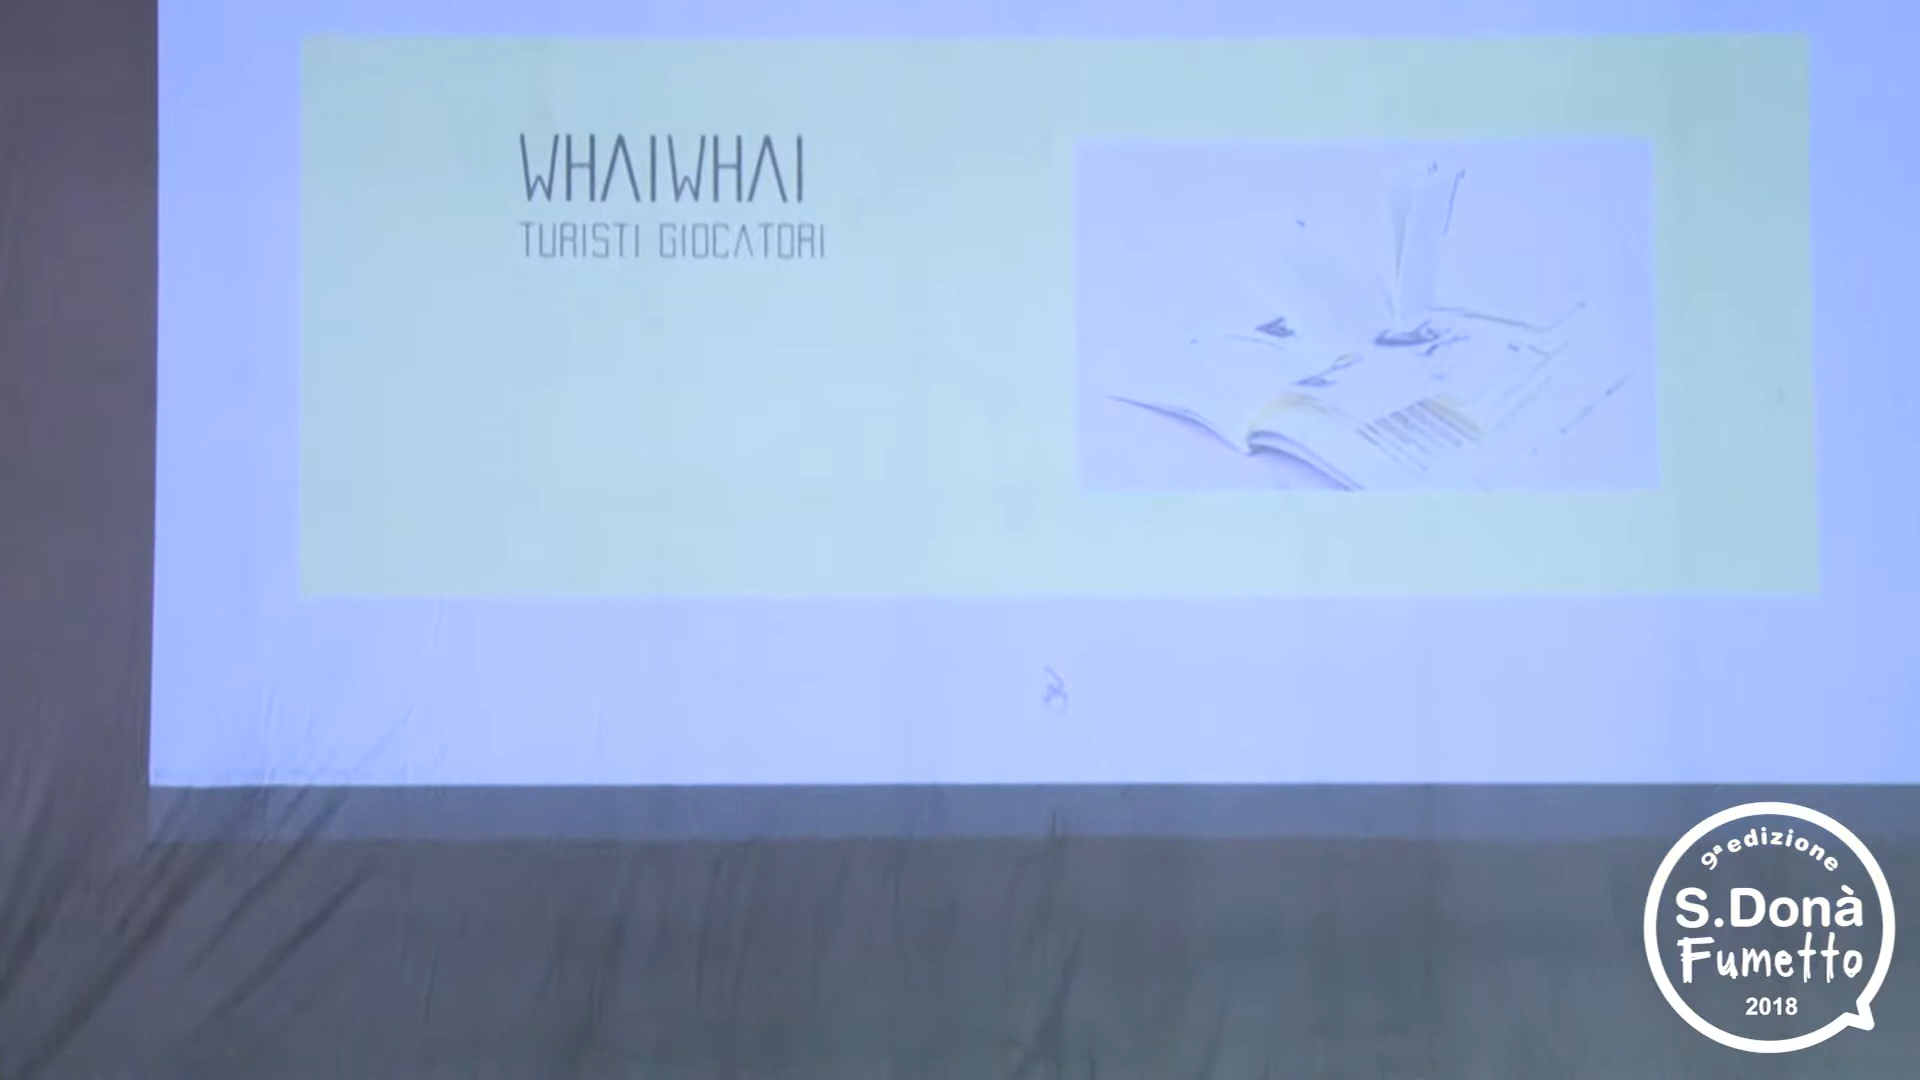 WHAIWHAI
TURISTI GIOCATORI
9ª edizione
S.Donà
Fumetto
2018